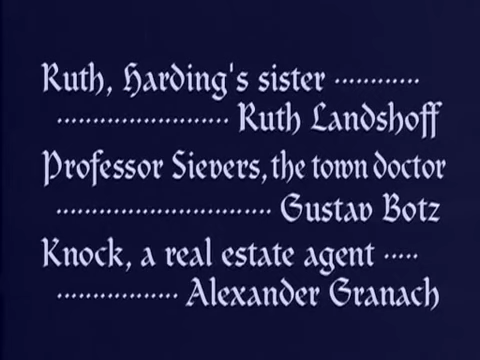 Ruth, Harding's sister ............
........................ Ruth Landshoff
Professor Sievers, the town doctor
.............................. Gustav Botz
Knock, a real estate agent .....
................. Alexander Granach